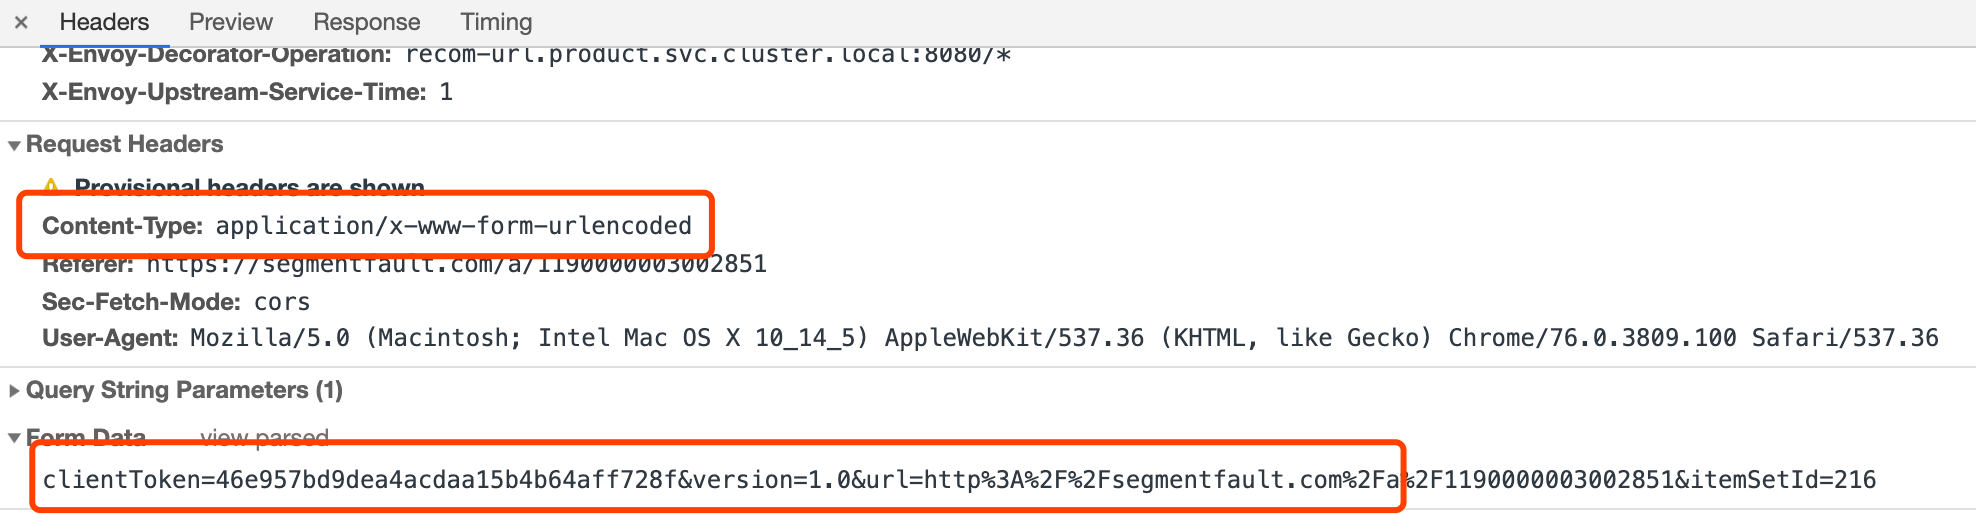 × Headers Preview Response Timing
X-Envoy-Decorator-Operation: recom-url.product.svc.cluster.local:8080/*
X-Envoy-Upstream-Service-Time: 1
Request Headers
Provisional headers are shown
Content-Type: application/x-www-form-urlencoded
Referer: https://segmentfault.com/a/1190000003002851
Sec-Fetch-Mode: cors
User-Agent: Mozilla/5.0 (Macintosh; Intel Mac OS X 10_14_5) AppleWebKit/537.36 (KHTML, like Gecko) Chrome/76.0.3809.100 Safari/537.36
Query String Parameters (1)
Form Data view parsed
clientToken=46e957bd9dea4acdaa15b4b64aff728f&version=1.0&url=http%3A%2F%2Fsegmentfault.com%2Fa%2F1190000003002851&itemSetId=216